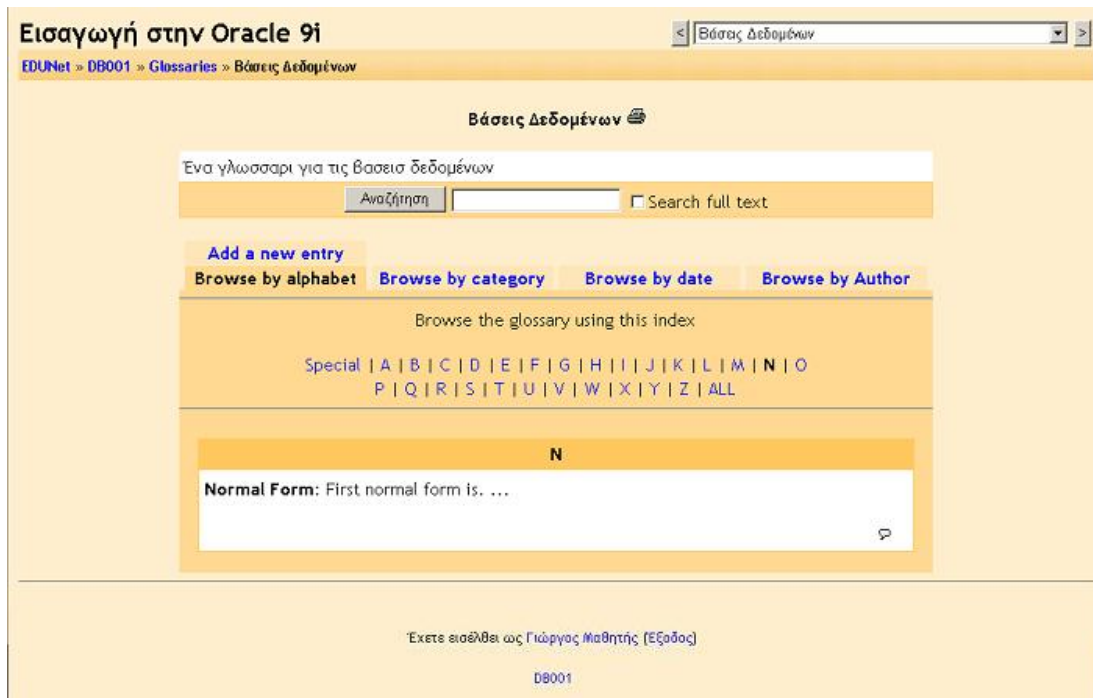 Εισαγωγή στην Oracle 9i
< Βάσεις Δεδομένων >
EDUNet » DB001 » Glossaries » Βάσεις Δεδομένων
Βάσεις Δεδομένων
Ένα γλωσσαρι για τις βασεισ δεδομένων
Αναζήτηση Search full text
Add a new entry
Browse by alphabet Browse by category Browse by date Browse by Author
Browse the glossary using this index
Special | A | B | C | D | E | F | G | H | I | J | K | L | M | N | O
P | Q | R | S | T | U | V | W | X | Y | Z | ALL
N
Normal Form: First normal form is. ...
Έχετε εισέλθει ως Γιώργος Μαθητής (Έξοδος)
DB001